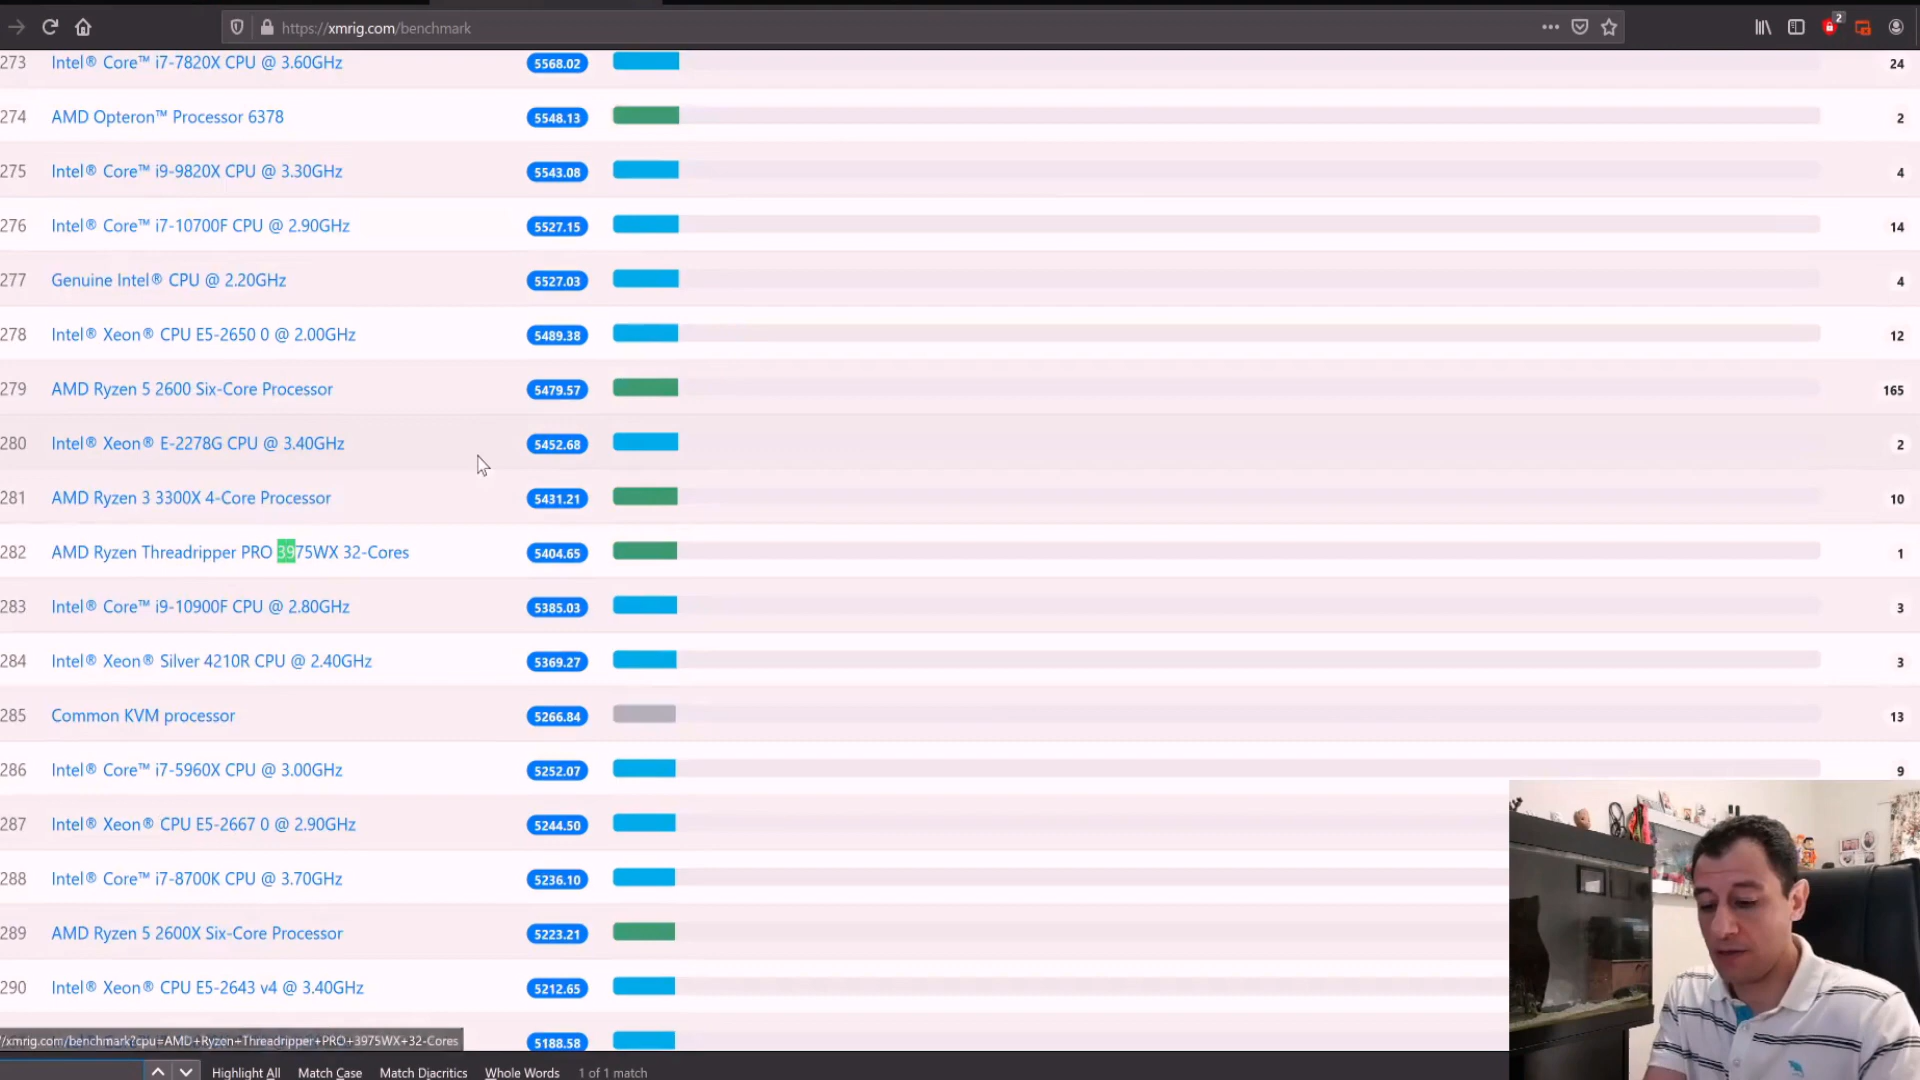 https://xmrig.com/benchmark
2
273 Intel® Core™ i7-7820X CPU @ 3.60GHz 5568.02 24
274 AMD Opteron™ Processor 6378 5548.13 2
275 Intel® Core™ i9-9820X CPU @ 3.30GHz 5543.08 4
276 Intel® Core™ i7-10700F CPU @ 2.90GHz 5527.15 14
277 Genuine Intel® CPU @ 2.20GHz 5527.03 4
278 Intel® Xeon® CPU E5-2650 0 @ 2.00GHz 5489.38 12
279 AMD Ryzen 5 2600 Six-Core Processor 5479.57 165
280 Intel® Xeon® E-2278G CPU @ 3.40GHz 5452.68 2
281 AMD Ryzen 3 3300X 4-Core Processor 5431.21 10
282 AMD Ryzen Threadripper PRO 3975WX 32-Cores 5404.65 1
283 Intel® Core™ i9-10900F CPU @ 2.80GHz 5385.03 3
284 Intel® Xeon® Silver 4210R CPU @ 2.40GHz 5369.27 3
285 Common KVM processor 5266.84 13
286 Intel® Core™ i7-5960X CPU @ 3.00GHz 5252.07 9
287 Intel® Xeon® CPU E5-2667 0 @ 2.90GHz 5244.50
288 Intel® Core™ i7-8700K CPU @ 3.70GHz 5236.10
289 AMD Ryzen 5 2600X Six-Core Processor 5223.21
290 Intel® Xeon® CPU E5-2643 v4 @ 3.40GHz 5212.65
5188.58
/xmrig.com/benchmark?cpu=AMD+Ryzen+Threadripper+PRO+3975WX+32-Cores
Highlight All Match Case Match Diacritics Whole Words 1 of 1 match